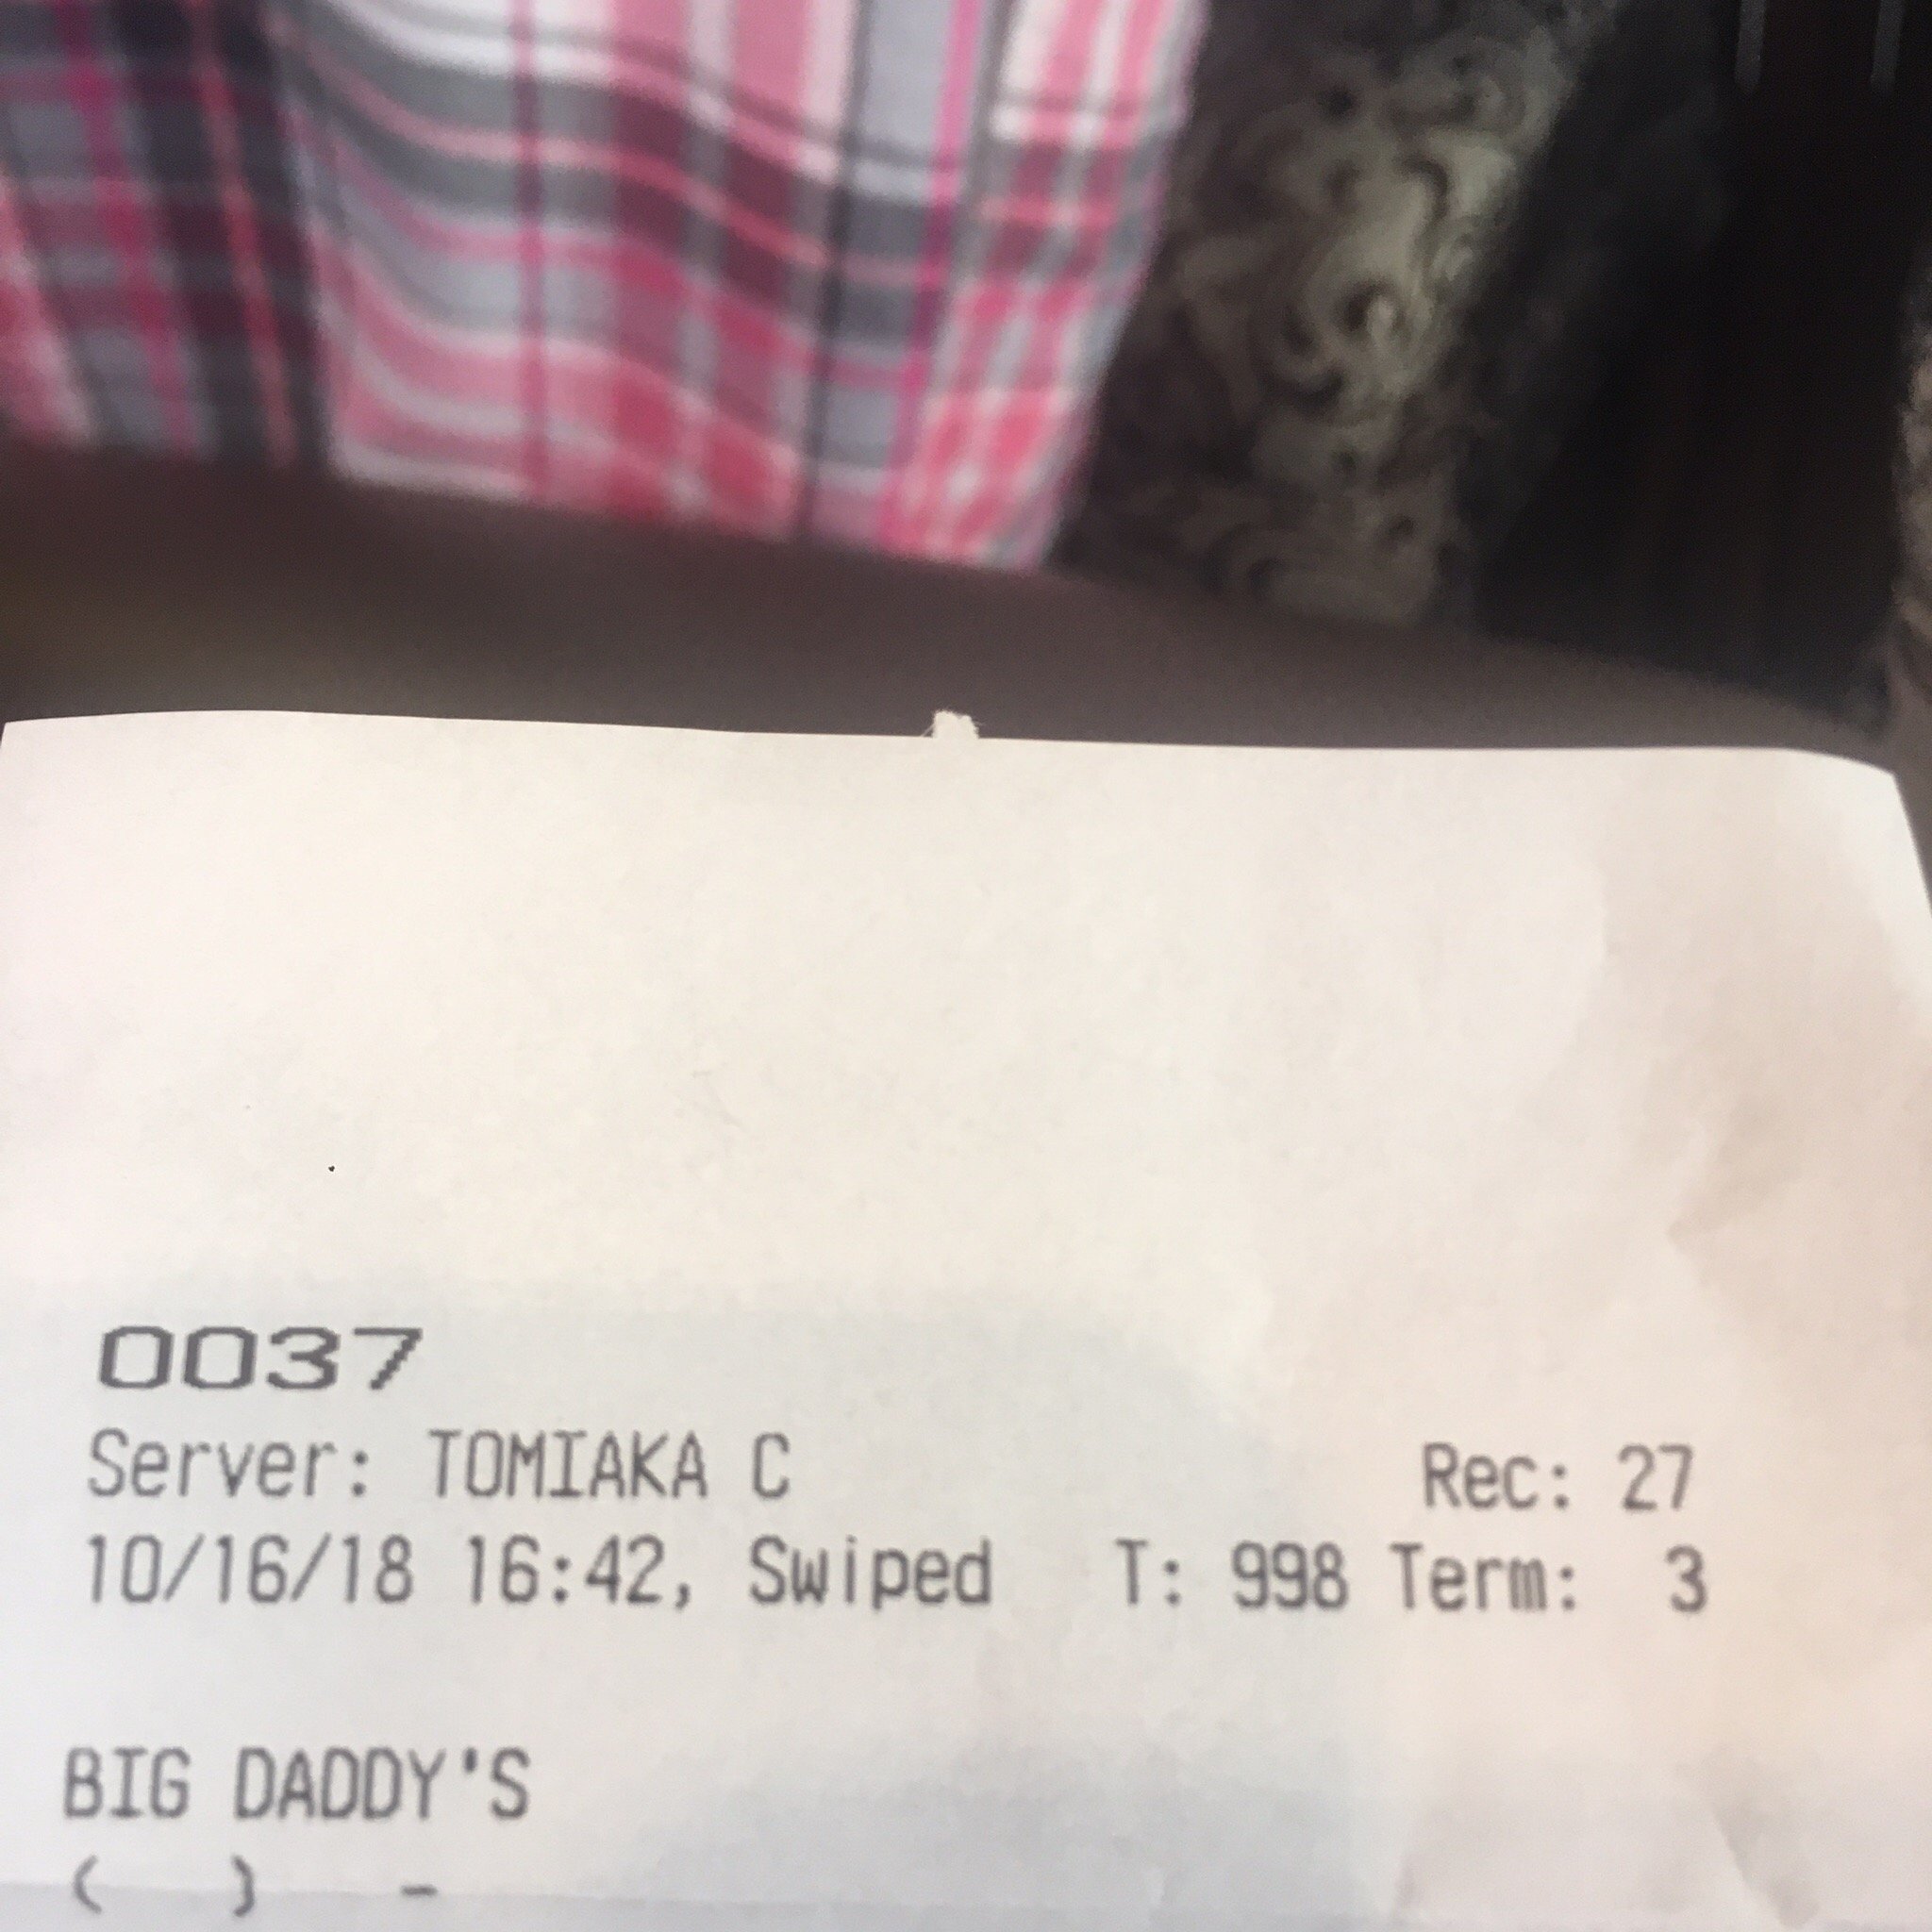 0037
Server: TOMIAKA C Rec: 27
10/16/18 16:42, Swiped T: 998 Term: 3
BIG DADDY'S
( ) -